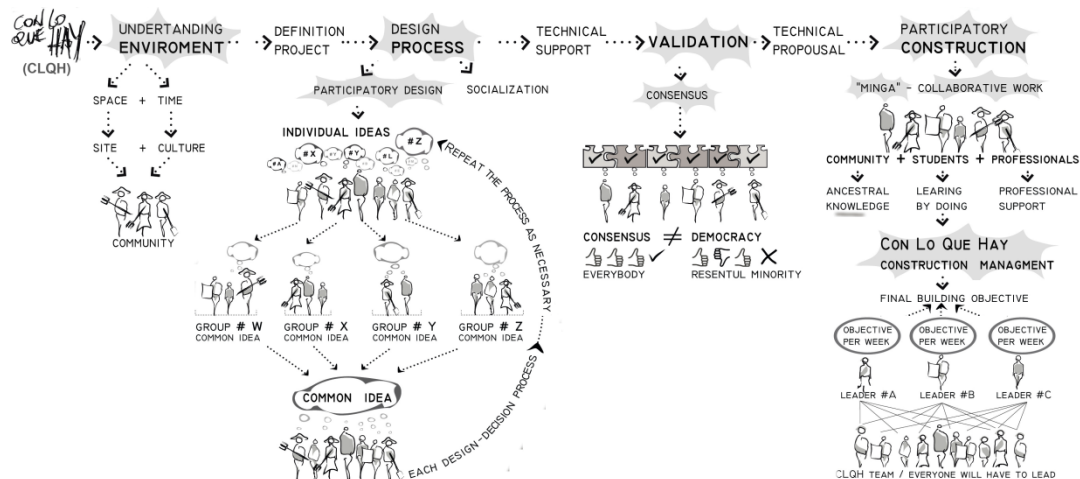 CON LO
QUE HAY
(CLQH)
UNDERTANDING
ENVIROMENT
DEFINITION
PROJECT
DESIGN
PROCESS
TECHNICAL
SUPPORT
VALIDATION
TECHNICAL
PROPOUSAL
PARTICIPATORY
CONSTRUCTION
SPACE + TIME
SITE + CULTURE
COMMUNITY
PARTICIPATORY DESIGN
SOCIALIZATION
INDIVIDUAL IDEAS
#A
#X
#Y
#L
#Z
REPEAT THE PROCESS AS NECESSARY
GROUP # W
COMMON IDEA
GROUP # X
COMMON IDEA
GROUP # Y
COMMON IDEA
GROUP # Z
COMMON IDEA
COMMON IDEA
EACH DESIGN-DECISION PROCESS
CONSENSUS
CONSENSUS ≠ DEMOCRACY
EVERYBODY
RESENTUL MINORITY
"MINGA" - COLLABORATIVE WORK
COMMUNITY + STUDENTS + PROFESSIONALS
ANCESTRAL
KNOWLEDGE
LEARING
BY DOING
PROFESSIONAL
SUPPORT
CON LO QUE HAY
CONSTRUCTION MANAGMENT
FINAL BUILDING OBJECTIVE
OBJECTIVE
PER WEEK
OBJECTIVE
PER WEEK
OBJECTIVE
PER WEEK
LEADER #A
LEADER #B
LEADER #C
CLQH TEAM / EVERYONE WILL HAVE TO LEAD